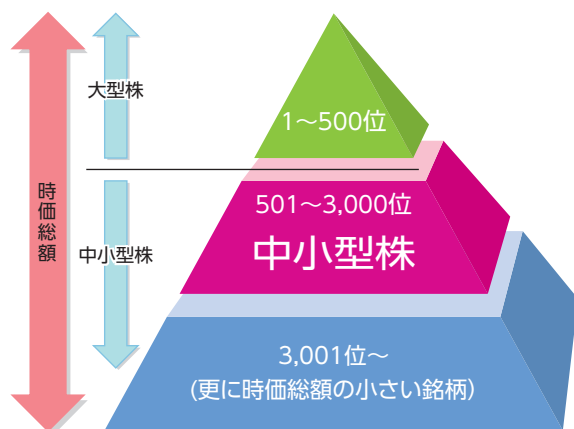 時価総額
大型株
中小型株
1～500位
501～3,000位
中小型株
3,001位～
(更に時価総額の小さい銘柄)